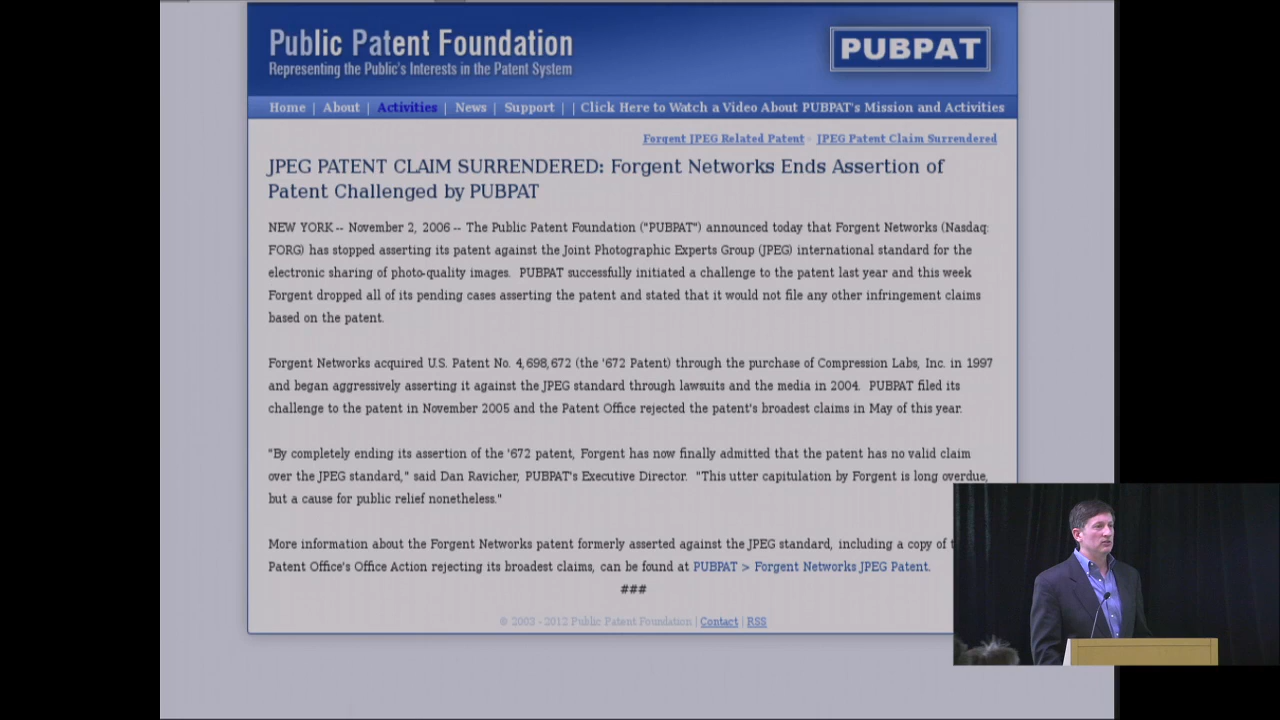 Public Patent Foundation
Representing the Public's Interests in the Patent System
PUBPAT
Home | About | Activities | News | Support | | Click Here to Watch a Video About PUBPAT's Mission and Activities
Forgent JPEG Related Patent · JPEG Patent Claim Surrendered
JPEG PATENT CLAIM SURRENDERED: Forgent Networks Ends Assertion of
Patent Challenged by PUBPAT
NEW YORK -- November 2, 2006 -- The Public Patent Foundation ("PUBPAT") announced today that Forgent Networks (Nasdaq:
FORG) has stopped asserting its patent against the Joint Photographic Experts Group (JPEG) international standard for the
electronic sharing of photo-quality images.  PUBPAT successfully initiated a challenge to the patent last year and this week
Forgent dropped all of its pending cases asserting the patent and stated that it would not file any other infringement claims
based on the patent.
Forgent Networks acquired U.S. Patent No. 4,698,672 (the '672 Patent) through the purchase of Compression Labs, Inc. in 1997
and began aggressively asserting it against the JPEG standard through lawsuits and the media in 2004.  PUBPAT filed its
challenge to the patent in November 2005 and the Patent Office rejected the patent's broadest claims in May of this year.
"By completely ending its assertion of the '672 patent, Forgent has now finally admitted that the patent has no valid claim
over the JPEG standard," said Dan Ravicher, PUBPAT's Executive Director.  "This utter capitulation by Forgent is long overdue,
but a cause for public relief nonetheless."
More information about the Forgent Networks patent formerly asserted against the JPEG standard, including a copy of
Patent Office's Office Action rejecting its broadest claims, can be found at PUBPAT > Forgent Networks JPEG Patent.
###
© 2003 - 2012 Public Patent Foundation | Contact | RSS